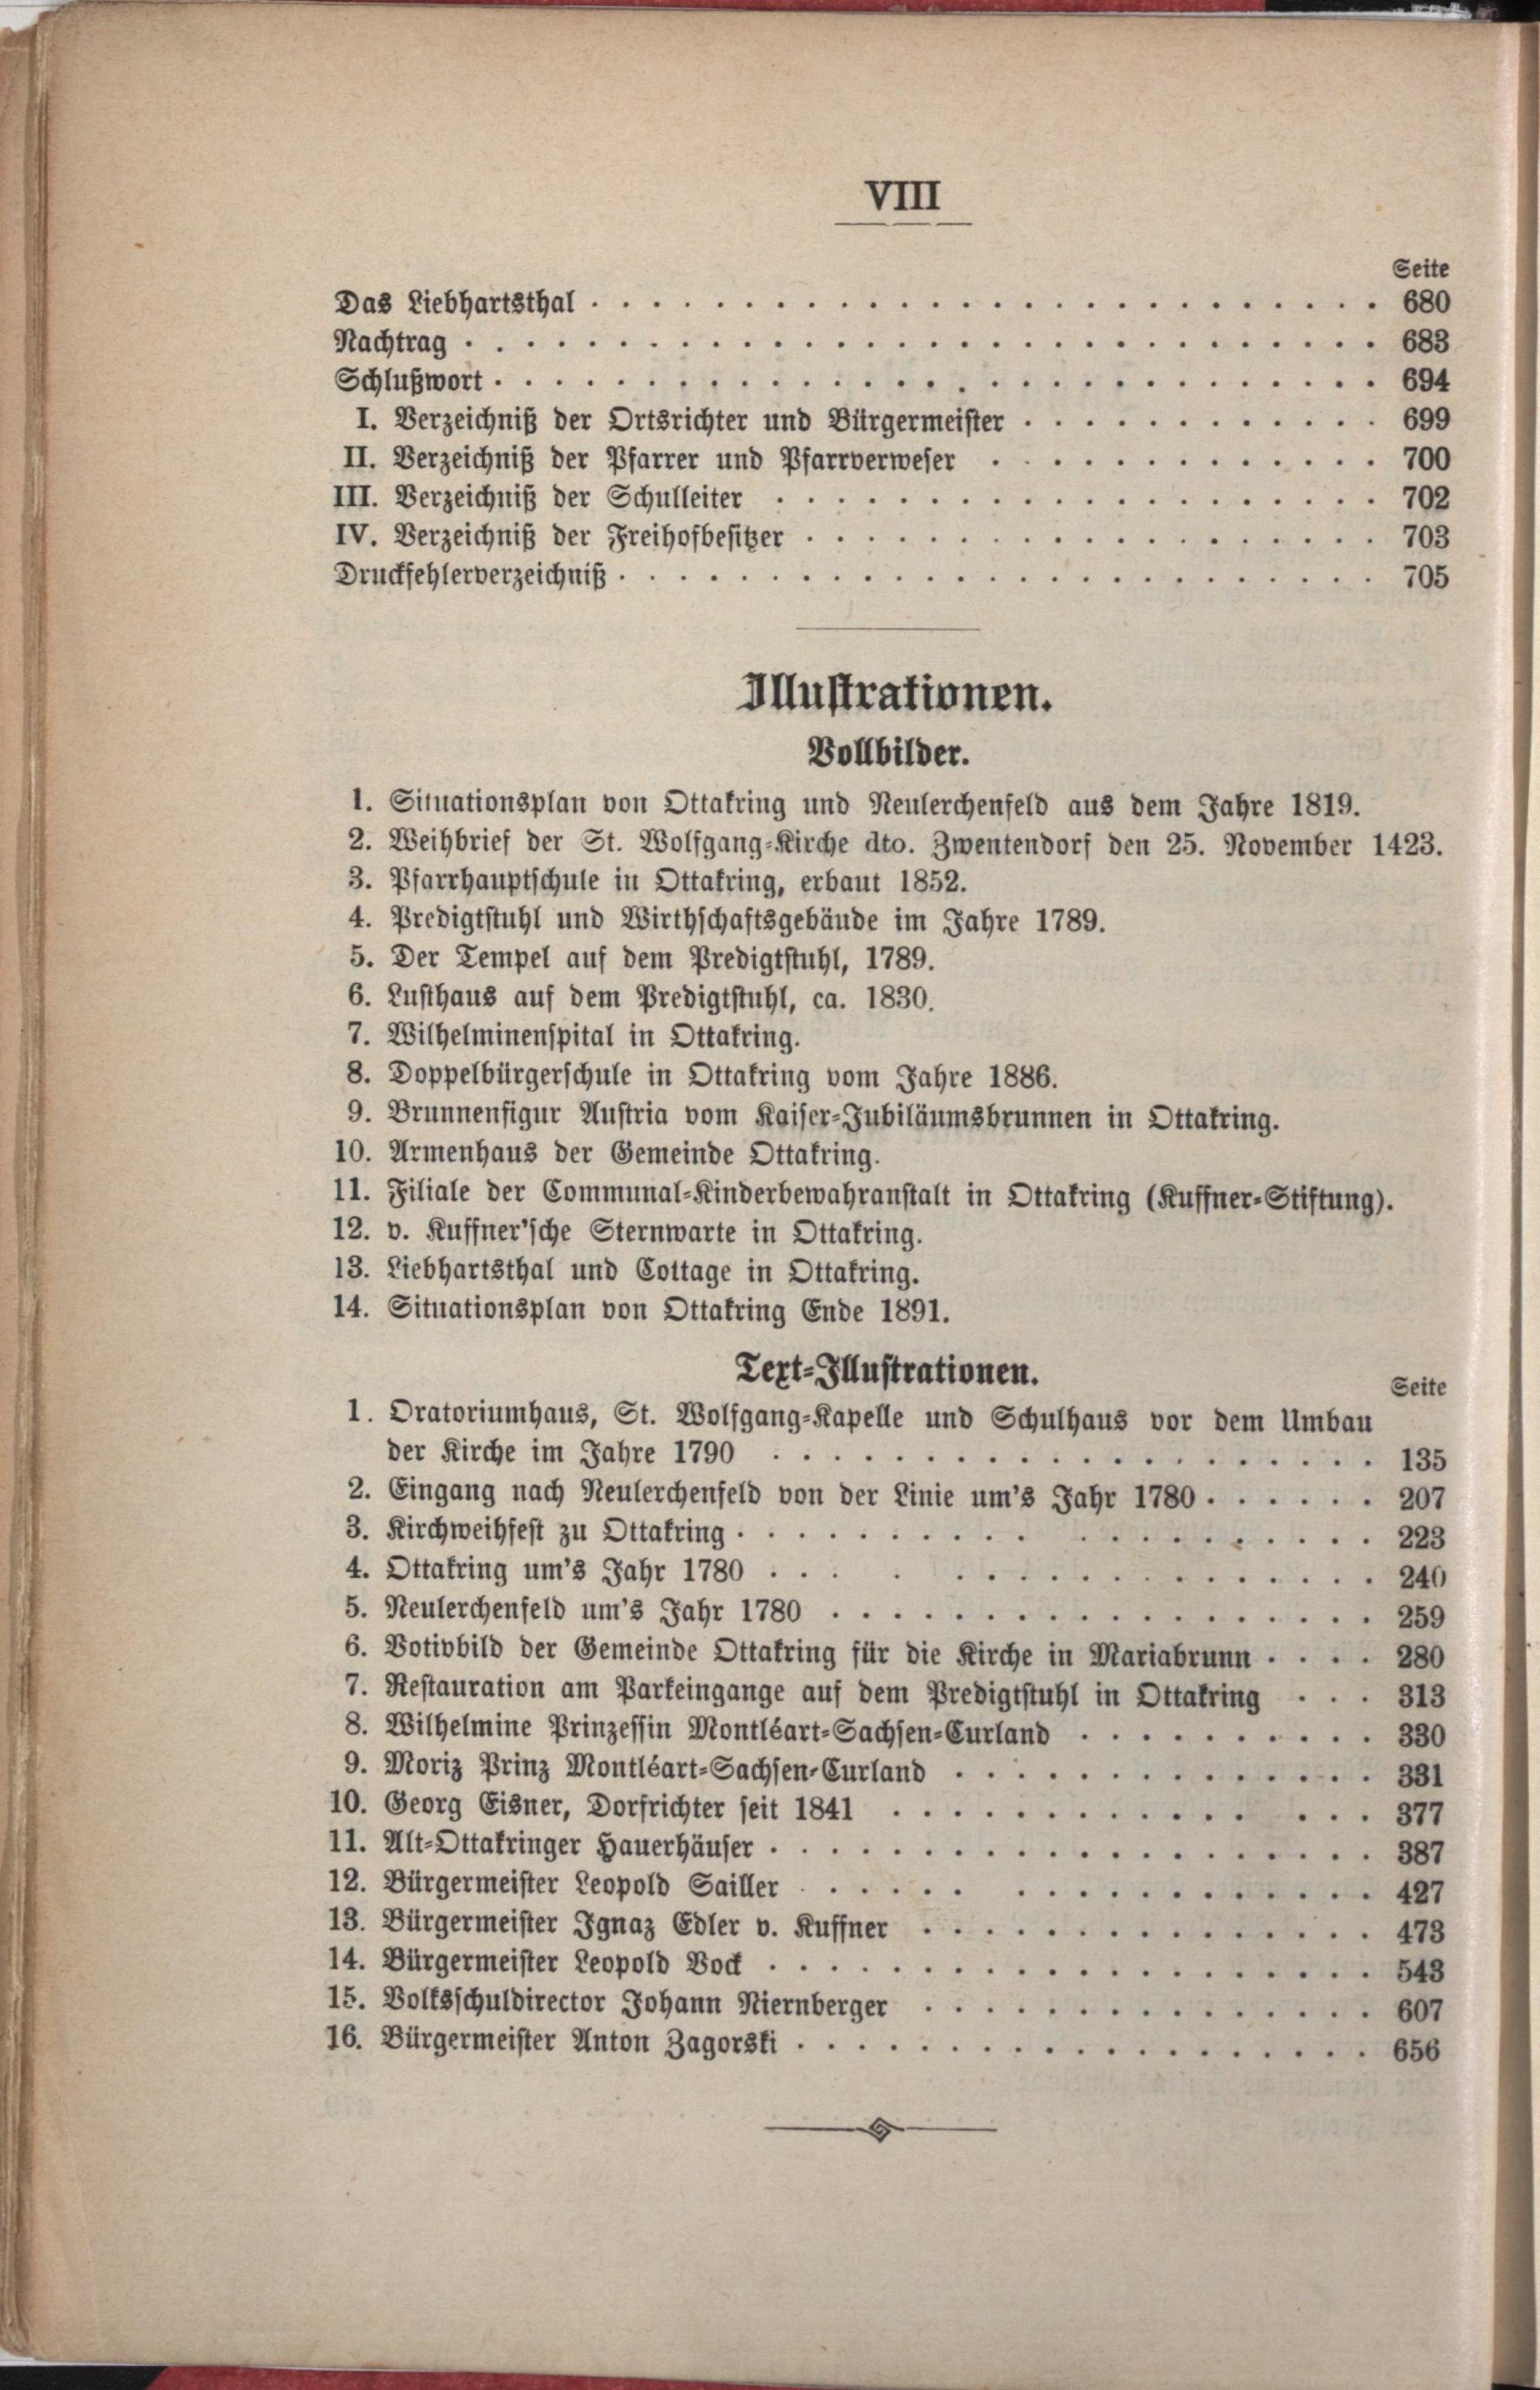 VIII
Seite
Das Liebhartsthal . . . . . . . . . . . . . . . . . . . . . . . . . . 680
Nachtrag . . . . . . . . . . . . . . . . . . . . . . . . . . . . . . 683
Schlußwort . . . . . . . . . . . . . . . . . . . . . . . . . . . . . 694
I. Verzeichniß der Ortsrichter und Bürgermeister . . . . . . . . . . . . 699
II. Verzeichniß der Pfarrer und Pfarrverweser . . . . . . . . . . . . . 700
III. Verzeichniß der Schulleiter . . . . . . . . . . . . . . . . . . . . 702
IV. Verzeichniß der Freihofbesitzer . . . . . . . . . . . . . . . . . . . 703
Druckfehlerverzeichniß . . . . . . . . . . . . . . . . . . . . . . . . . 705
Illustrationen.
Vollbilder.
1. Situationsplan von Ottakring und Neulerchenfeld aus dem Jahre 1819.
2. Weihbrief der St. Wolfgang-Kirche dto. Zwentendorf den 25. November 1423.
3. Pfarrhauptschule in Ottakring, erbaut 1852.
4. Predigtstuhl und Wirthschaftsgebäude im Jahre 1789.
5. Der Tempel auf dem Predigtstuhl, 1789.
6. Lusthaus auf dem Predigtstuhl, ca. 1830.
7. Wilhelminenspital in Ottakring.
8. Doppelbürgerschule in Ottakring vom Jahre 1886.
9. Brunnenfigur Austria vom Kaiser-Jubiläumsbrunnen in Ottakring.
10. Armenhaus der Gemeinde Ottakring.
11. Filiale der Communal-Kinderbewahranstalt in Ottakring (Kuffner-Stiftung).
12. v. Kuffner'sche Sternwarte in Ottakring.
13. Liebhartsthal und Cottage in Ottakring.
14. Situationsplan von Ottakring Ende 1891.
Text-Illustrationen.
Seite
1. Oratoriumhaus, St. Wolfgang-Kapelle und Schulhaus vor dem Umbau
der Kirche im Jahre 1790 . . . . . . . . . . . . . . . . . . . . 135
2. Eingang nach Neulerchenfeld von der Linie um's Jahr 1780 . . . . . . 207
3. Kirchweihfest zu Ottakring . . . . . . . . . . . . . . . . . . . . 223
4. Ottakring um's Jahr 1780 . . . . . . . . . . . . . . . . . . 240
5. Neulerchenfeld um's Jahr 1780 . . . . . . . . . . . . . . . . . . 259
6. Votivbild der Gemeinde Ottakring für die Kirche in Mariabrunn . . . . 280
7. Restauration am Parkeingange auf dem Predigtstuhl in Ottakring . . . 313
8. Wilhelmine Prinzessin Montléart-Sachsen-Curland . . . . . . . . . . 330
9. Moriz Prinz Montléart-Sachsen-Curland . . . . . . . . . . . . . . 331
10. Georg Eisner, Dorfrichter seit 1841 . . . . . . . . . . . . . . . 377
11. Alt-Ottakringer Hauerhäuser . . . . . . . . . . . . . . . . . . . . 387
12. Bürgermeister Leopold Sailler . . . . . . . . . . . . . . . . . . 427
13. Bürgermeister Ignaz Edler v. Kuffner . . . . . . . . . . . . . . . 473
14. Bürgermeister Leopold Bock . . . . . . . . . . . . . . . . . . . . 543
15. Volksschuldirector Johann Niernberger . . . . . . . . . . . . . . . 607
16. Bürgermeister Anton Zagorski . . . . . . . . . . . . . . . . . . . 656